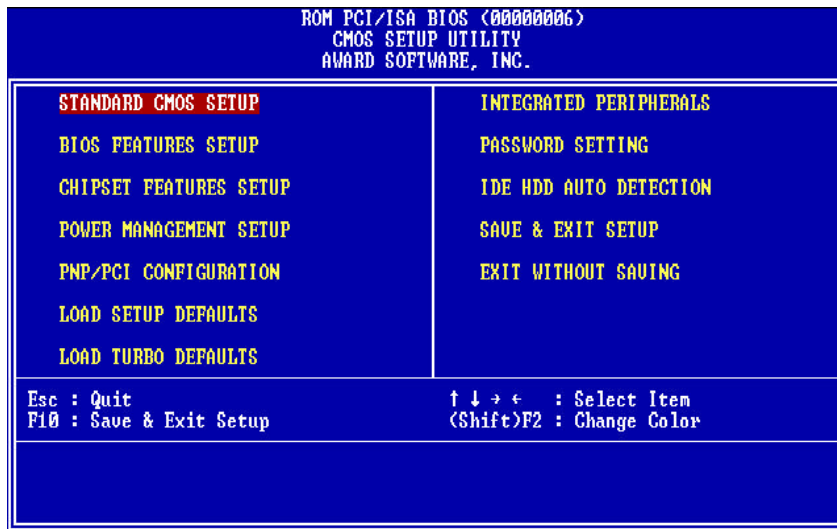 ROM PCI/ISA BIOS (00000006)
CMOS SETUP UTILITY
AWARD SOFTWARE, INC.
STANDARD CMOS SETUP
BIOS FEATURES SETUP
CHIPSET FEATURES SETUP
POWER MANAGEMENT SETUP
PNP/PCI CONFIGURATION
LOAD SETUP DEFAULTS
LOAD TURBO DEFAULTS
INTEGRATED PERIPHERALS
PASSWORD SETTING
IDE HDD AUTO DETECTION
SAVE & EXIT SETUP
EXIT WITHOUT SAVING
Esc : Quit
F10 : Save & Exit Setup
↑ ↓ → ← : Select Item
(Shift)F2 : Change Color